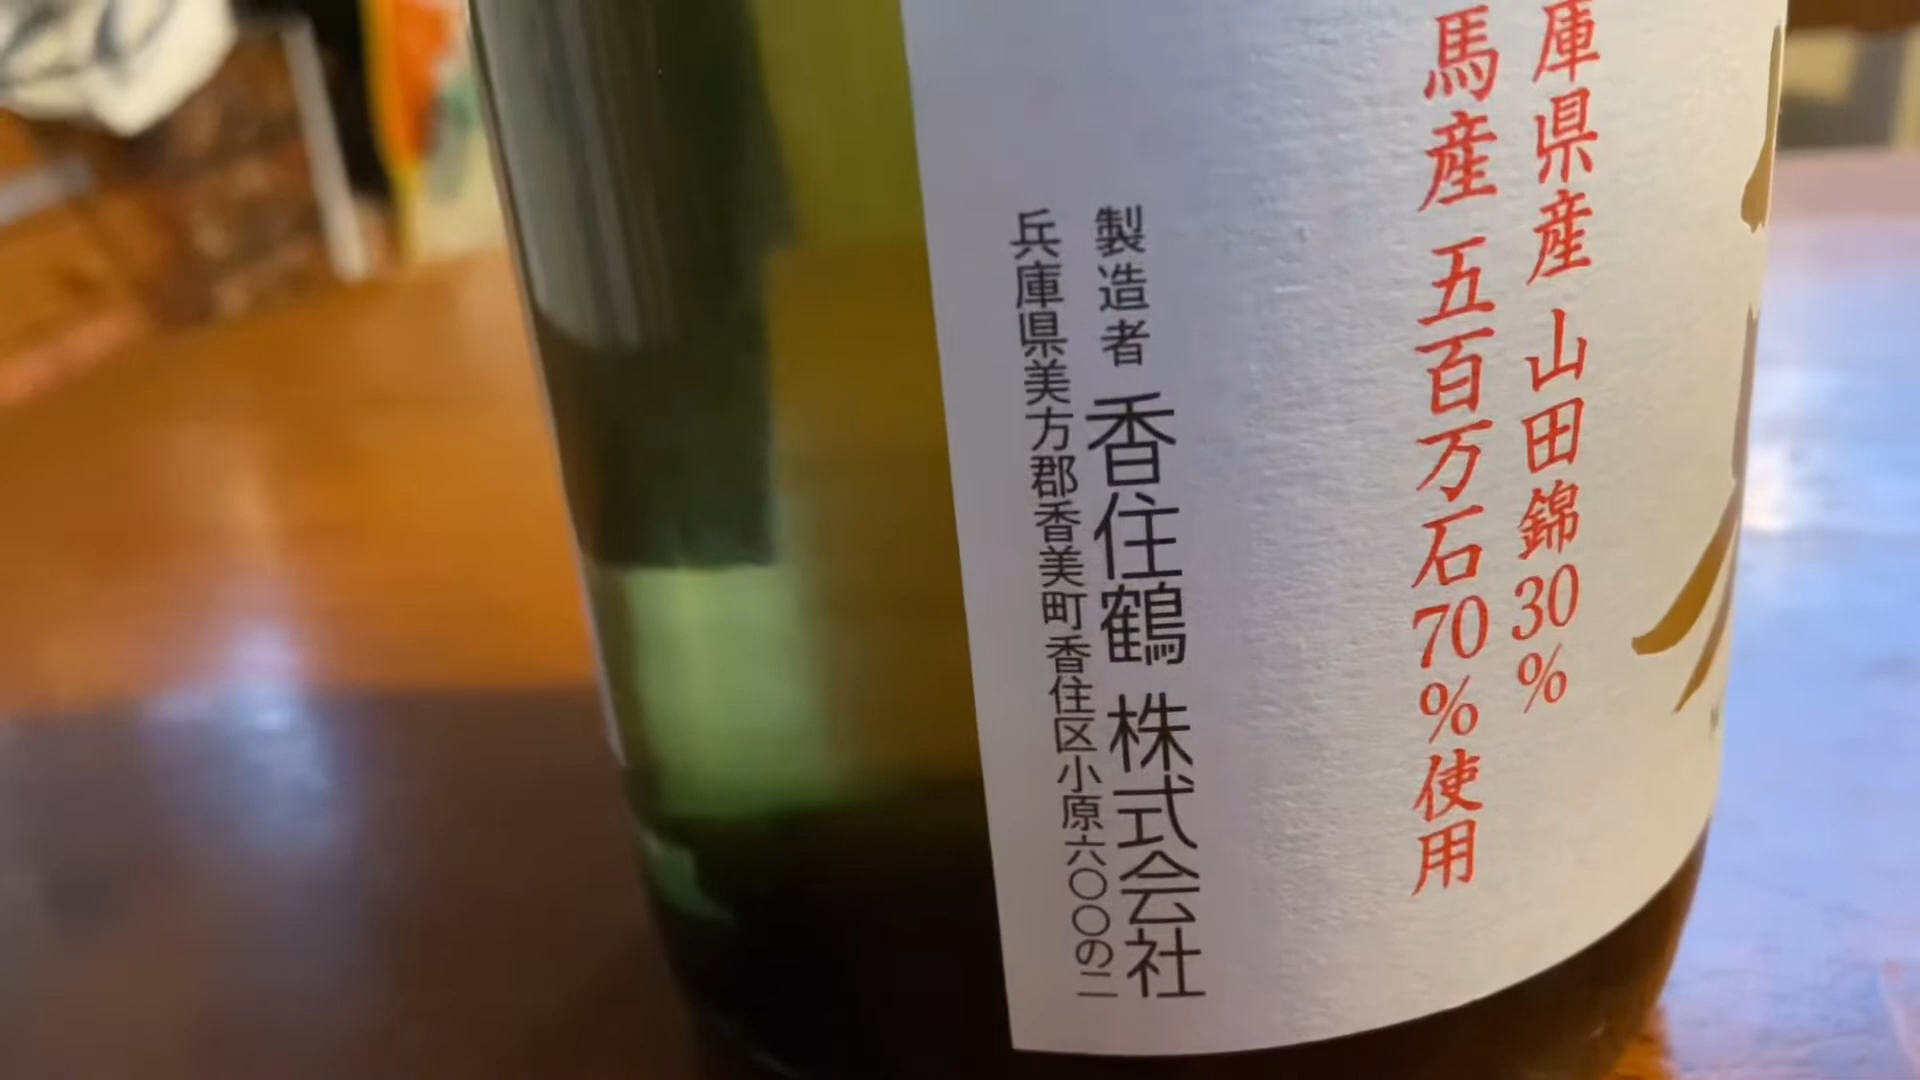 庫県産 山田錦30%
馬産 五百万石70%使用
製造者 香住鶴 株式会社
兵庫県美方郡香美町香住区小原六〇〇の二